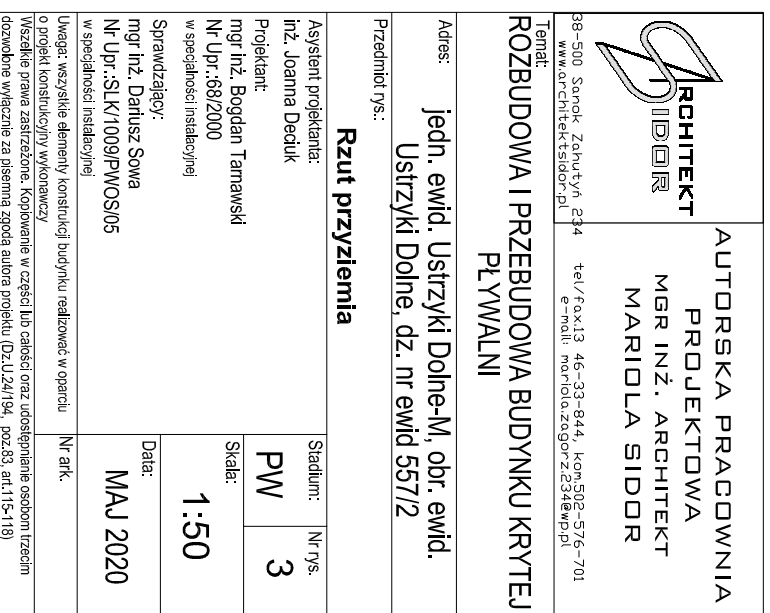 ARCHITEKT
SIDOR
AUTORSKA PRACOWNIA
PROJEKTOWA
MGR INŻ. ARCHITEKT
MARIOLA SIDOR
38-500 Sanok Zahutyń 234 tel/fax.13 46-33-844, kom.502-576-701
www.architektsidor.pl e-mail: mariola.zagorz.234@wp.pl
Temat:
ROZBUDOWA I PRZEBUDOWA BUDYNKU KRYTEJ
PŁYWALNI
Adres:
jedn. ewid. Ustrzyki Dolne-M, obr. ewid.
Ustrzyki Dolne, dz. nr ewid 557/2
Przedmiot rys.:
Rzut przyziemia
Asystent projektanta:
inż. Joanna Deciuk
Projektant:
mgr inż. Bogdan Tarnawski
Nr Upr.:68/2000
w specjalności instalacyjnej
Sprawdzający:
mgr inż. Dariusz Sowa
Nr Upr.:SLK/1009/PWOS/05
w specjalności instalacyjnej
Stadium:
PW
Nr rys.
3
Skala:
1:50
Data:
MAJ 2020
Uwaga: wszystkie elementy konstrukcji budynku realizować w oparciu
o projekt konstrukcyjny wykonawczy
Nr ark.
Wszelkie prawa zastrzeżone. Kopiowanie w części lub całości oraz udostępnianie osobom trzecim
dozwolone wyłącznie za pisemną zgodą autora projektu (Dz.U.24/194, poz.83, art.115-118)